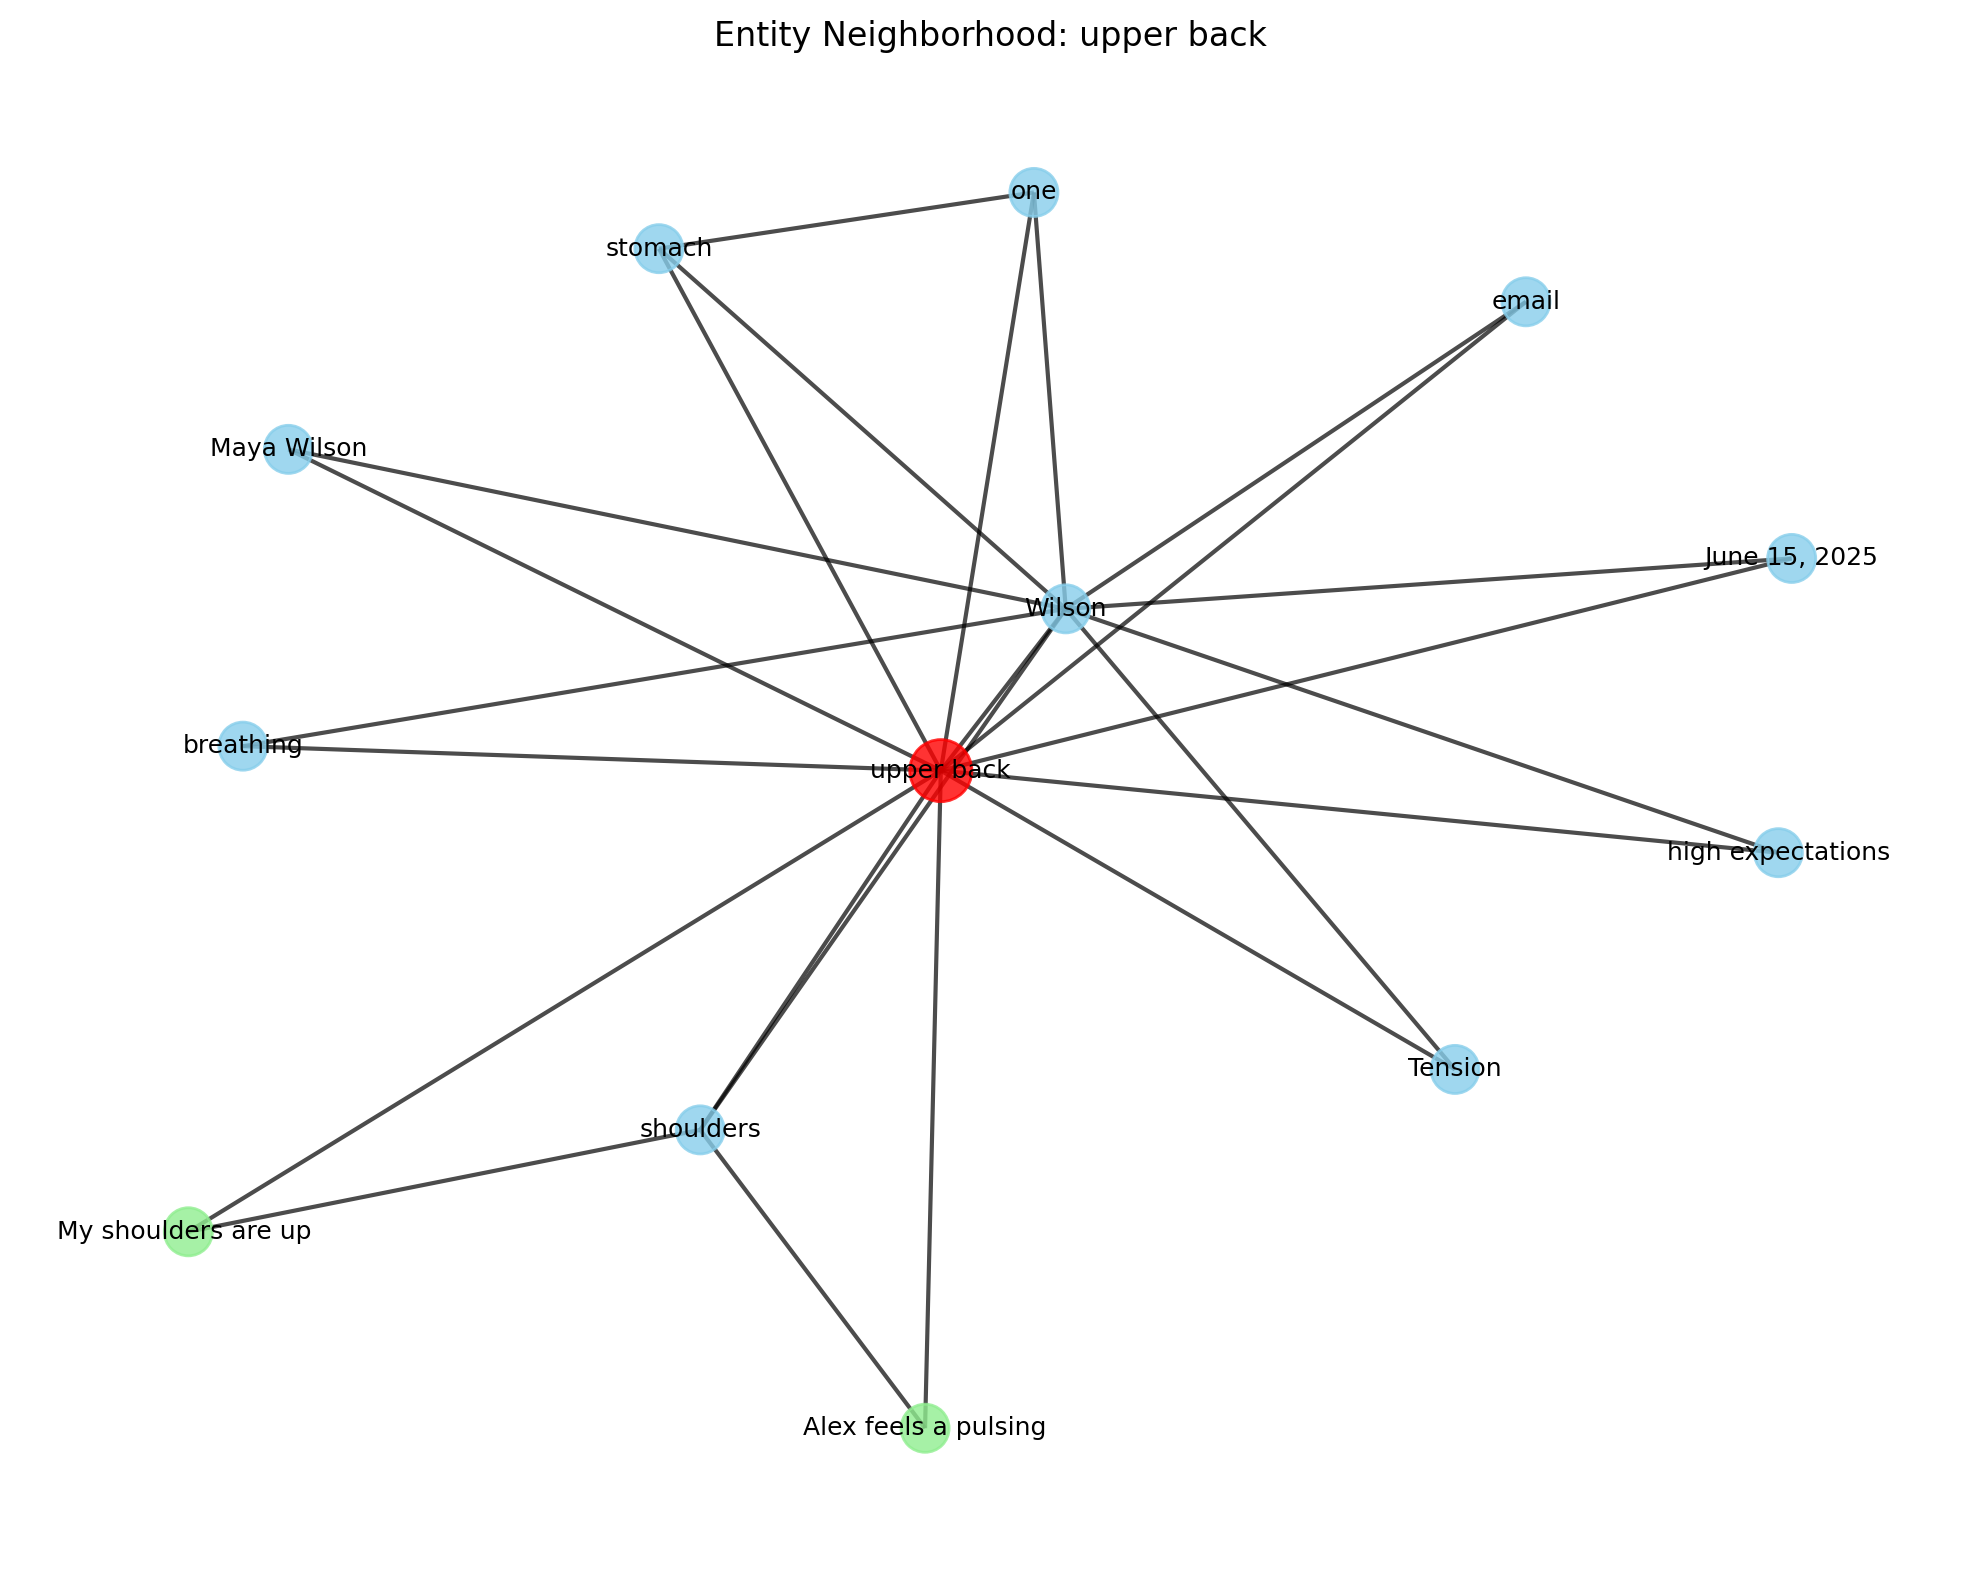 Entity Neighborhood: upper back
one
stomach
email
Maya Wilson
June 15, 2025
Wilson
breathing
upper back
high expectations
Tension
shoulders
My shoulders are up
Alex feels a pulsing